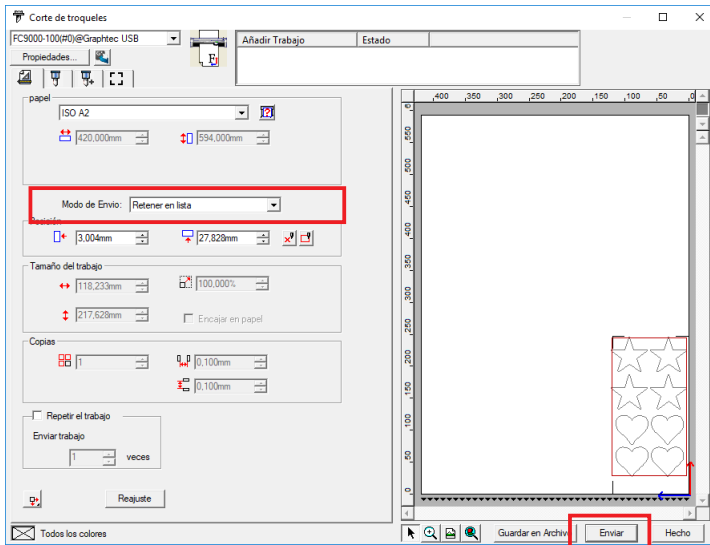 Corte de troqueles
FC9000-100(#0)@Graphtec USB
Añadir Trabajo
Estado
Propiedades...
papel
ISO A2
420,000mm
594,000mm
Modo de Envio:
Retener en lista
Posición
3,004mm
27,828mm
Tamaño del trabajo
118,233mm
100,000%
217,628mm
Encajar en papel
Copias
1
0,100mm
0,100mm
Repetir el trabajo
Enviar trabajo
1
veces
Reajuste
Todos los colores
400 350 300 250 200 150 100 50 0
550
500
450
400
350
300
250
200
150
100
50
0
Guardar en Archivo
Enviar
Hecho